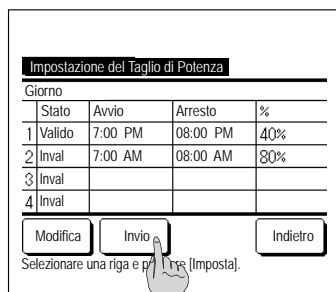 Impostazione del Taglio di Potenza
Giorno
Stato Avvio Arresto %
1 Valido 7:00 PM 08:00 PM 40%
2 Inval 7:00 AM 08:00 AM 80%
3 Inval
4 Inval
Modifica Invio Indietro
Selezionare una riga e [Imposta].